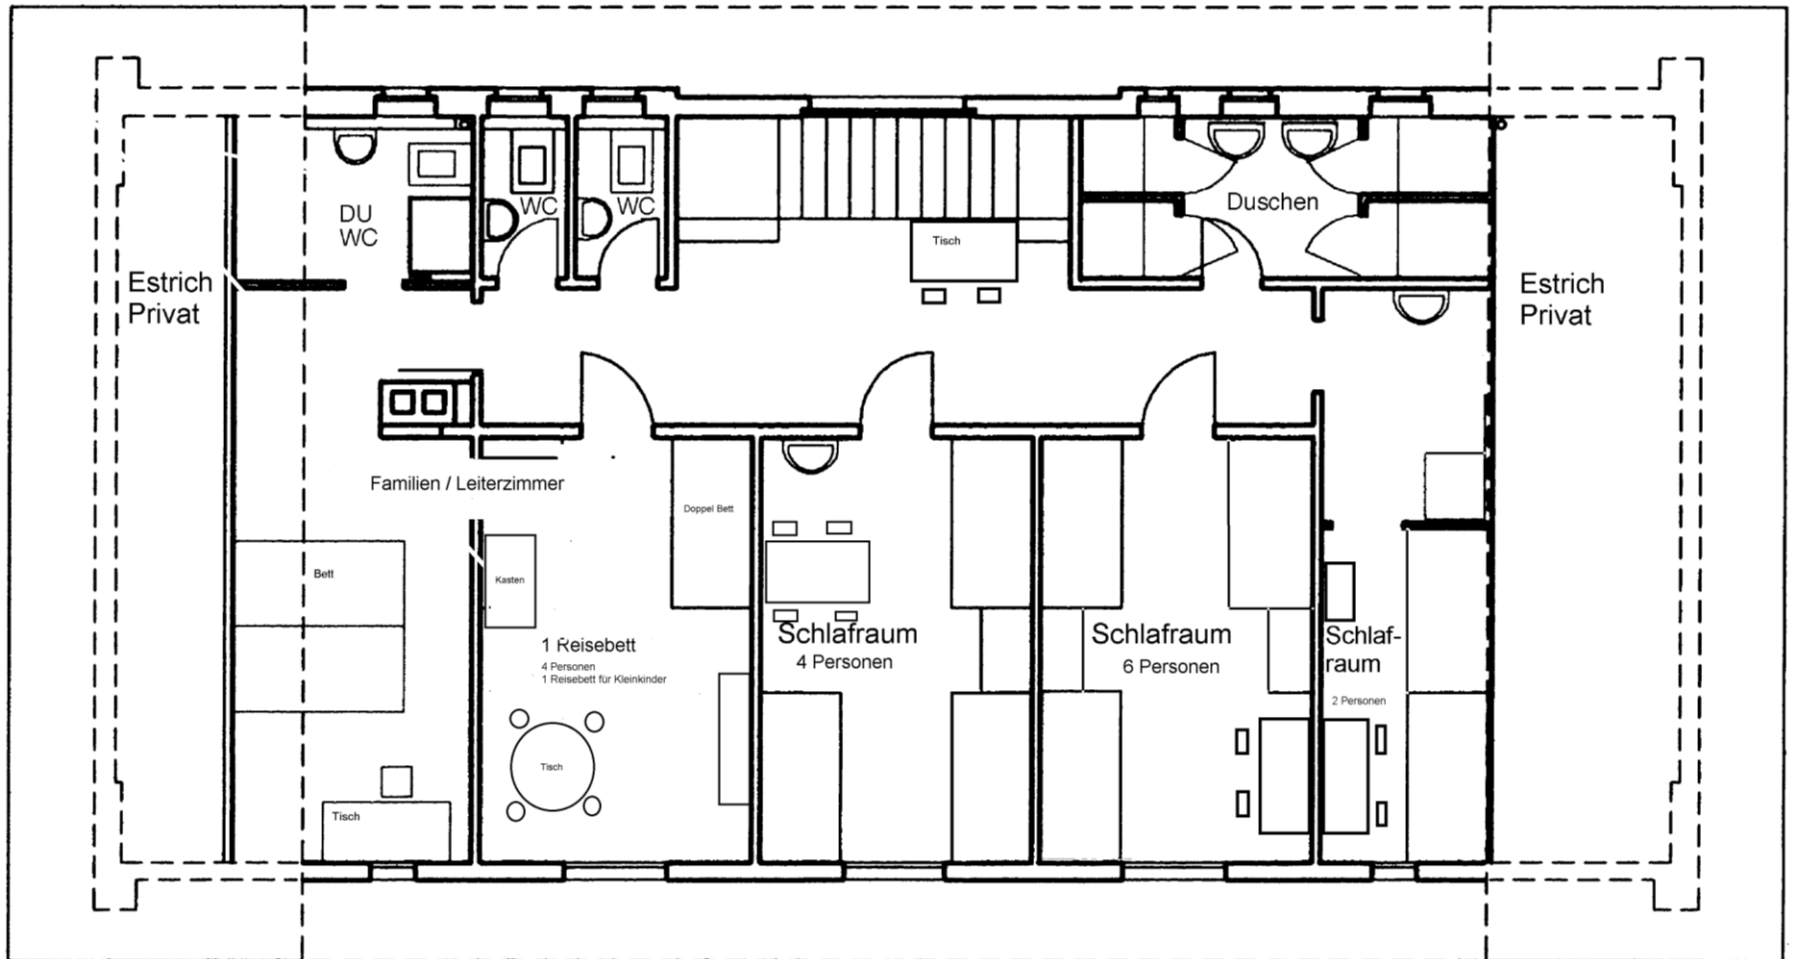 DU
WC
WC
WC
Duschen
Tisch
Estrich
Privat
Estrich
Privat
Familien / Leiterzimmer
Doppel Bett
Bett
Kasten
1 Reisebett
4 Personen
1 Reisebett für Kleinkinder
Schlafraum
4 Personen
Schlafraum
6 Personen
Schlaf-
raum
2 Personen
Tisch
Tisch